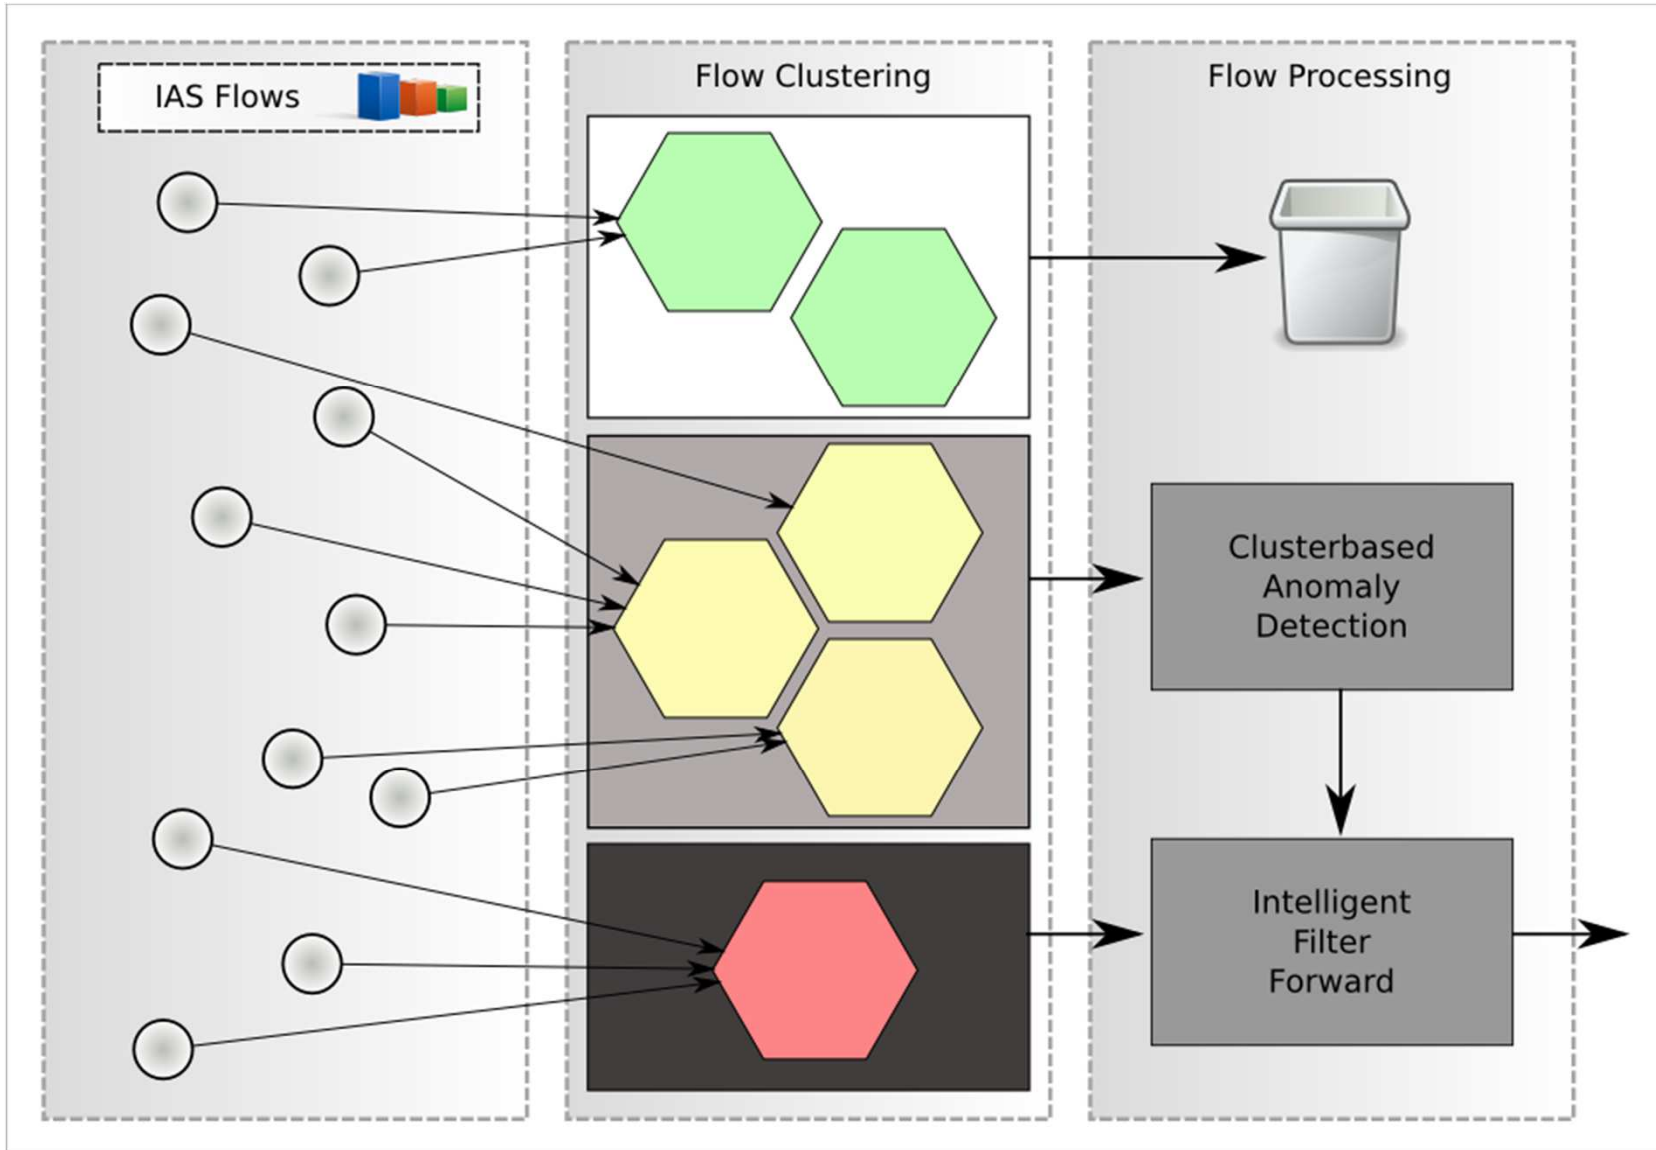 IAS Flows
Flow Clustering
Flow Processing
Clusterbased
Anomaly
Detection
Intelligent
Filter
Forward